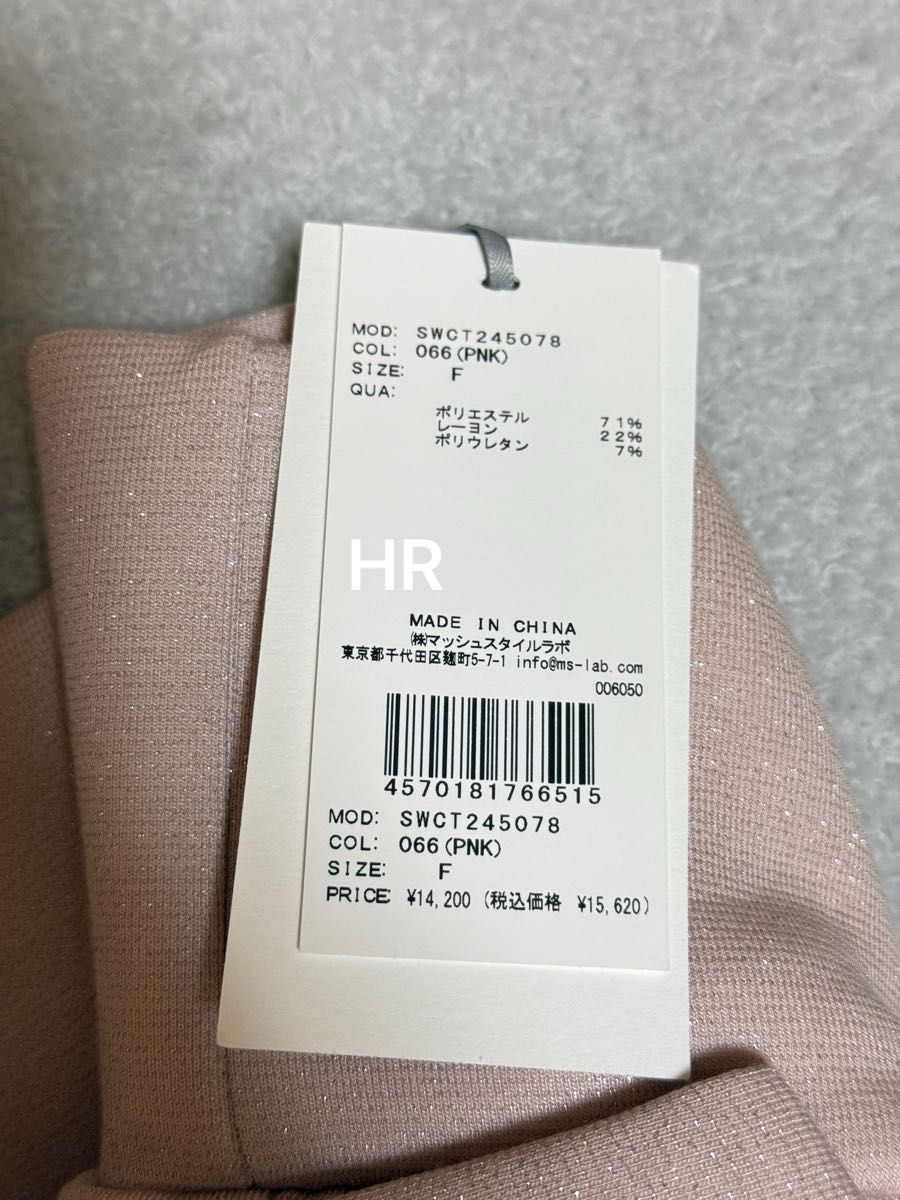 MOD: SWCT245078
COL: 066(PNK)
SIZE: F
QUA:
ポリエステル 71%
レーヨン 22%
ポリウレタン 7%
HR
MADE IN CHINA
㈱マッシュスタイルラボ
東京都千代田区麹町5-7-1 info@ms-lab.com
006050
4570181766515
MOD: SWCT245078
COL: 066(PNK)
SIZE: F
PRICE: ¥14,200 (税込価格 ¥15,620)